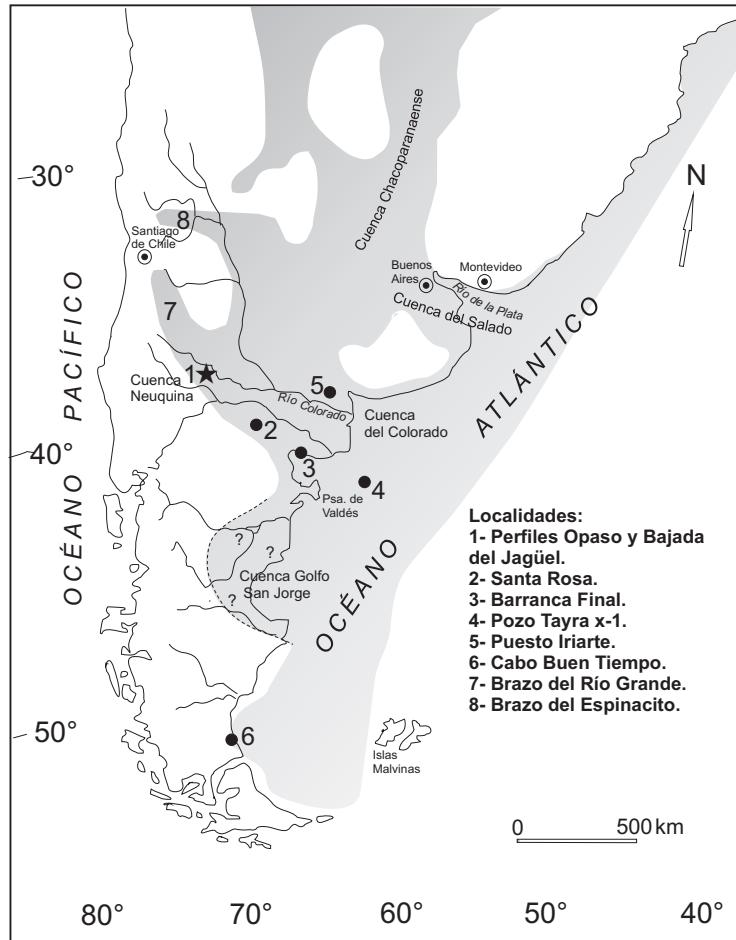 30°
40°
50°
80°
70°
60°
50°
40°
N
OCÉANO PACÍFICO
OCÉANO ATLÁNTICO
Cuenca Chacoparanaense
8
Santiago
de Chile
7
Buenos
Aires
Montevideo
Río de la Plata
Cuenca del Salado
1
Cuenca
Neuquina
5
Río Colorado
Cuenca
del Colorado
2
3
4
Psa. de
Valdés
?
?
?
Cuenca Golfo
San Jorge
6
Islas
Malvinas
Localidades:
1- Perfiles Opaso y Bajada
del Jagüel.
2- Santa Rosa.
3- Barranca Final.
4- Pozo Tayra x-1.
5- Puesto Iriarte.
6- Cabo Buen Tiempo.
7- Brazo del Río Grande.
8- Brazo del Espinacito.
0 500 km